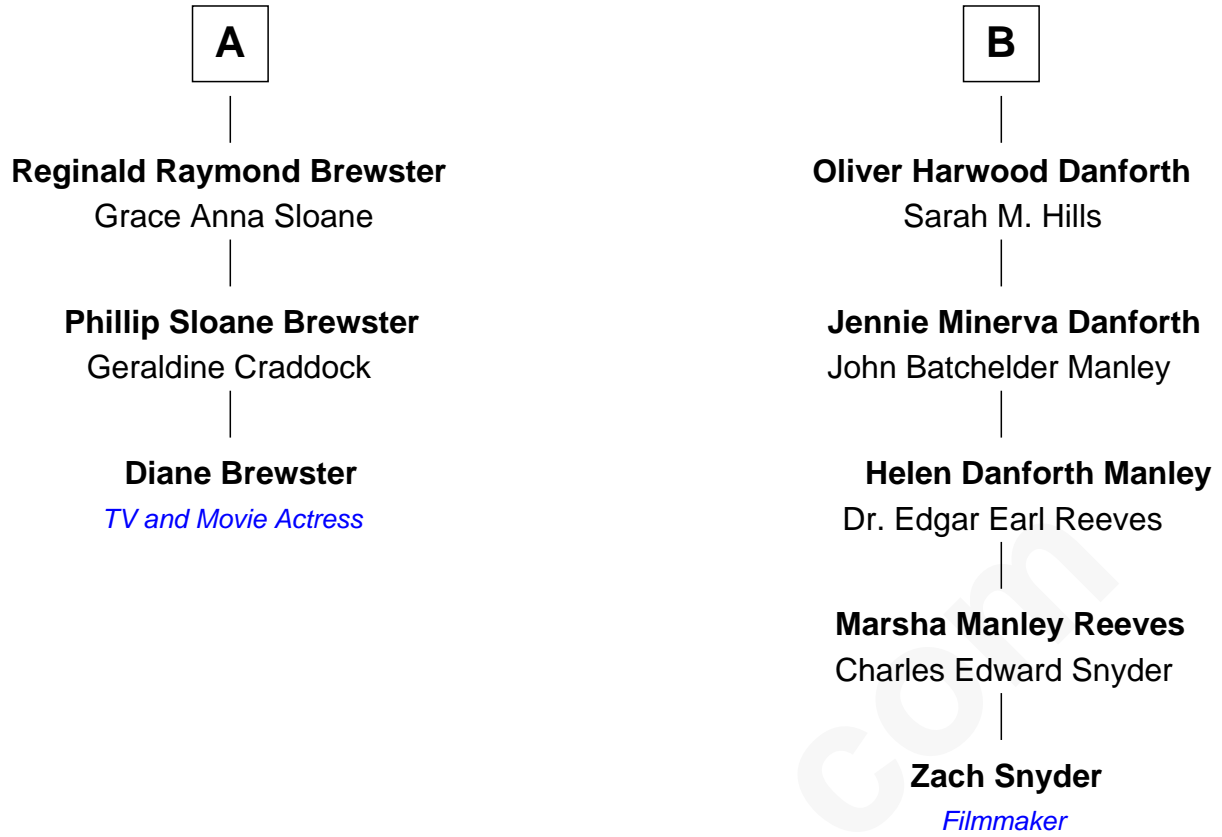 A
Reginald Raymond Brewster
Grace Anna Sloane
Phillip Sloane Brewster
Geraldine Craddock
Diane Brewster
TV and Movie Actress
B
Oliver Harwood Danforth
Sarah M. Hills
Jennie Minerva Danforth
John Batchelder Manley
Helen Danforth Manley
Dr. Edgar Earl Reeves
Marsha Manley Reeves
Charles Edward Snyder
Zach Snyder
Filmmaker
com